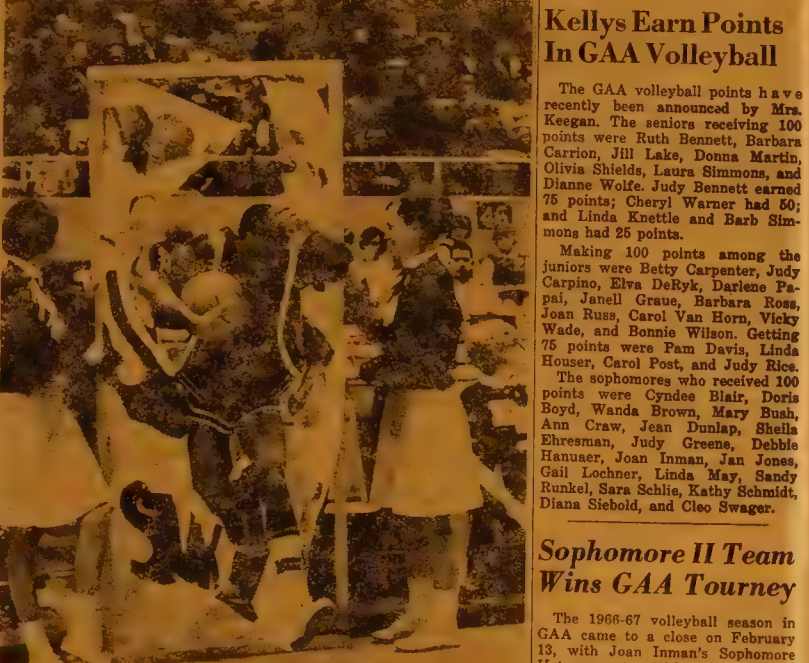 Kellys Earn Points
In GAA Volleyball
The GAA volleyball points have
recently been announced by Mrs.
Keegan. The seniors receiving 100
points were Ruth Bennett, Barbara
Carrion, Jill Lake, Donna Martin,
Olivia Shields, Laura Simmons, and
Dianne Wolfe. Judy Bennett earned
75 points; Cheryl Warner had 50;
and Linda Knettle and Barb Sim-
mons had 25 points.
Making 100 points among the
juniors were Betty Carpenter, Judy
Carpino, Elva DeRyk, Darlene Pa-
pai, Janell Graue, Barbara Ross,
Joan Russ, Carol Van Horn, Vicky
Wade, and Bonnie Wilson. Getting
75 points were Pam Davis, Linda
Houser, Carol Post, and Judy Rice.
The sophomores who received 100
points were Cyndee Blair, Doris
Boyd, Wanda Brown, Mary Bush,
Ann Craw, Jean Dunlap, Sheila
Ehresman, Judy Greene, Debbie
Hanuaer, Joan Inman, Jan Jones,
Gail Lochner, Linda May, Sandy
Runkel, Sara Schlie, Kathy Schmidt,
Diana Siebold, and Cleo Swager.
Sophomore II Team
Wins GAA Tourney
The 1966-67 volleyball season in
GAA came to a close on February
13, with Joan Inman's Sophomore